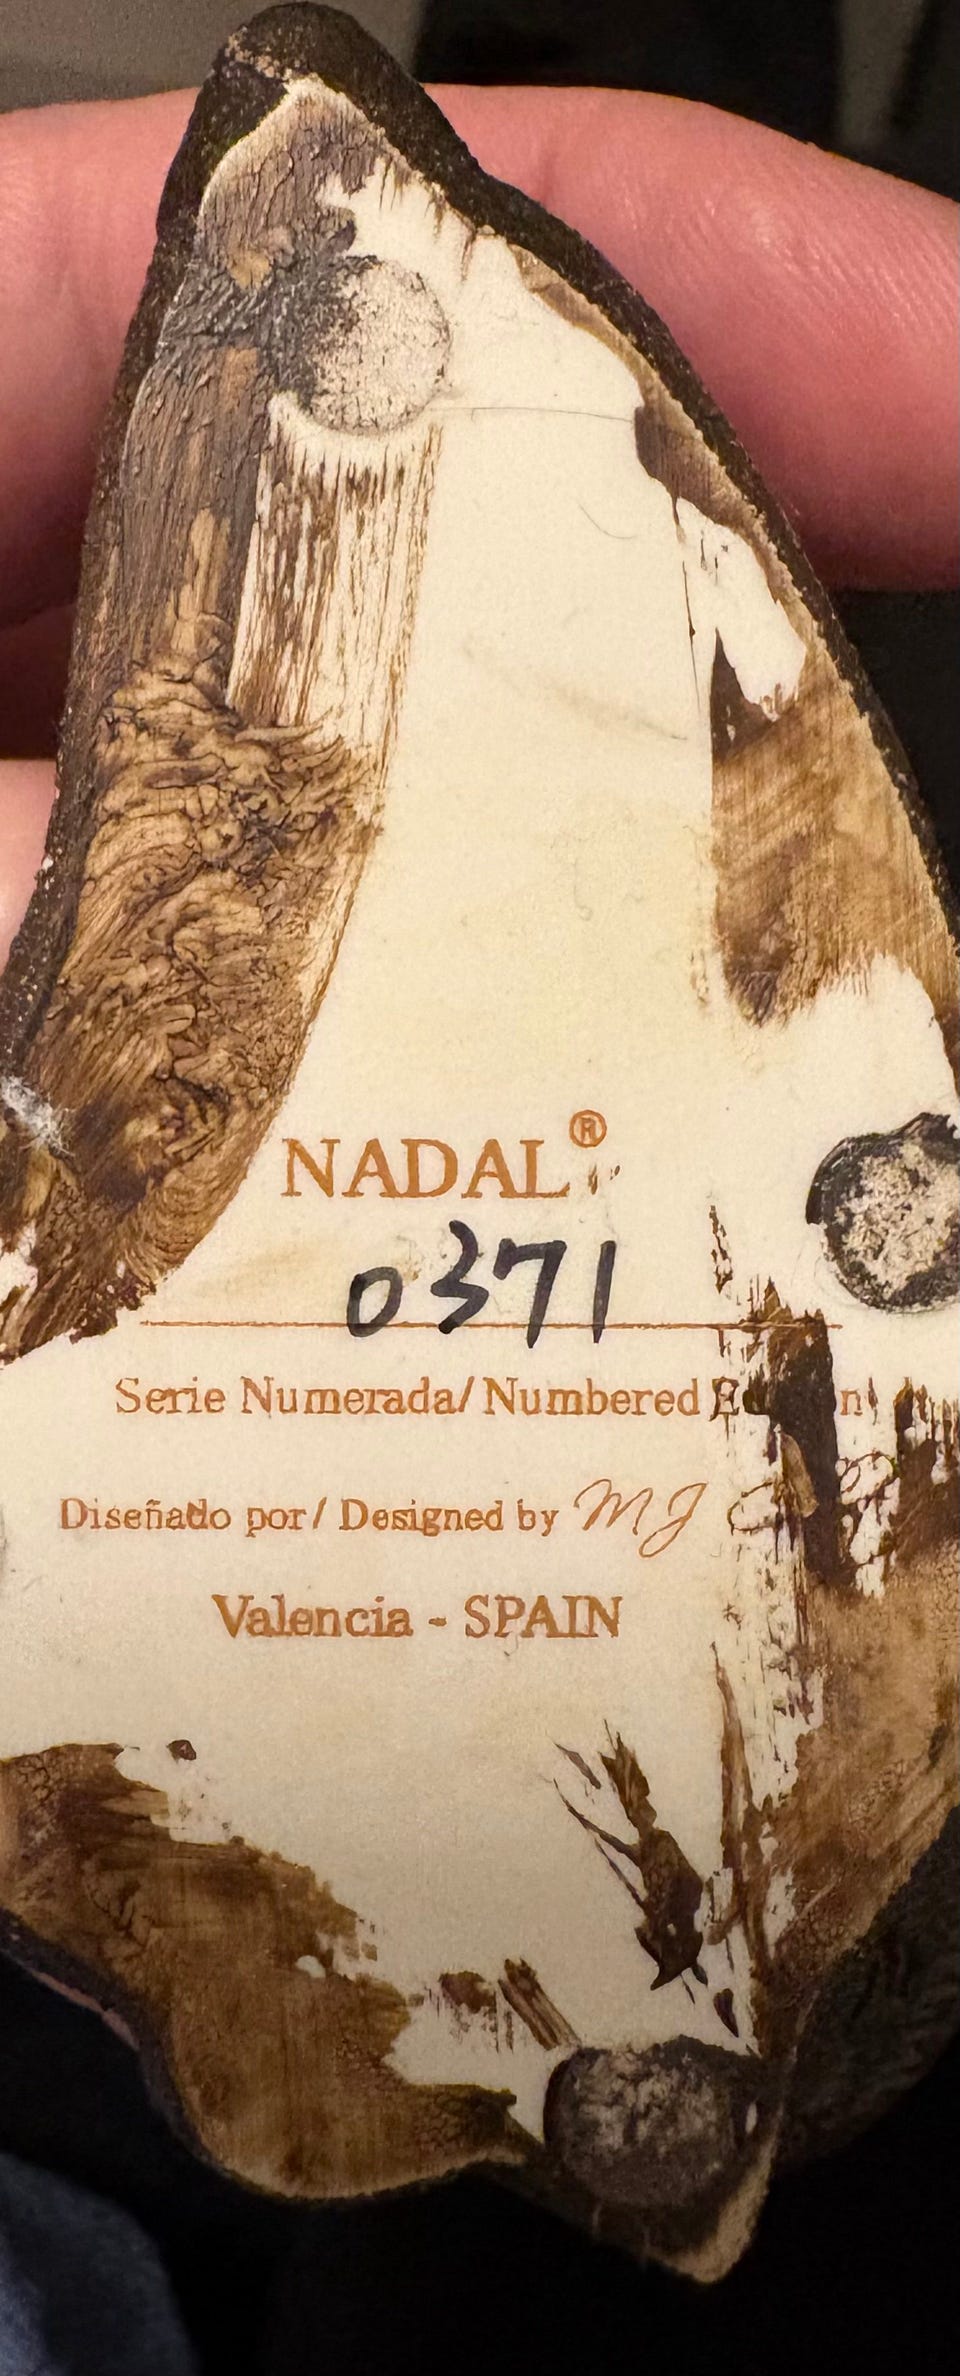 NADAL®
0371
Serie Numerada/ Numbered
Diseñado por/ Designed by MJ
Valencia - SPAIN